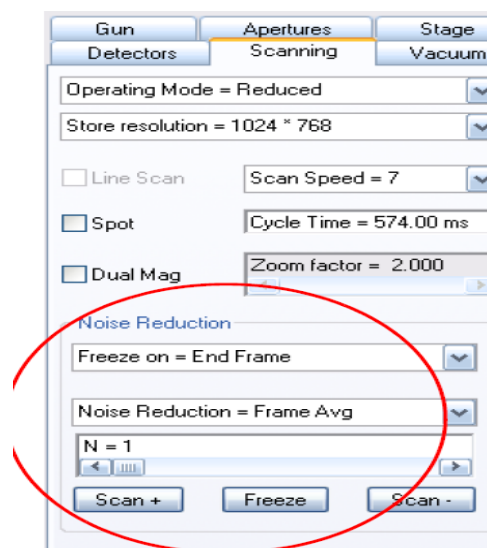 Gun Apertures Stage
Detectors Scanning Vacuum
Operating Mode = Reduced
Store resolution = 1024 * 768
Line Scan Scan Speed = 7
Spot Cycle Time = 574.00 ms
Dual Mag Zoom factor = 2.000
Noise Reduction
Freeze on = End Frame
Noise Reduction = Frame Avg
N = 1
Scan + Freeze Scan -